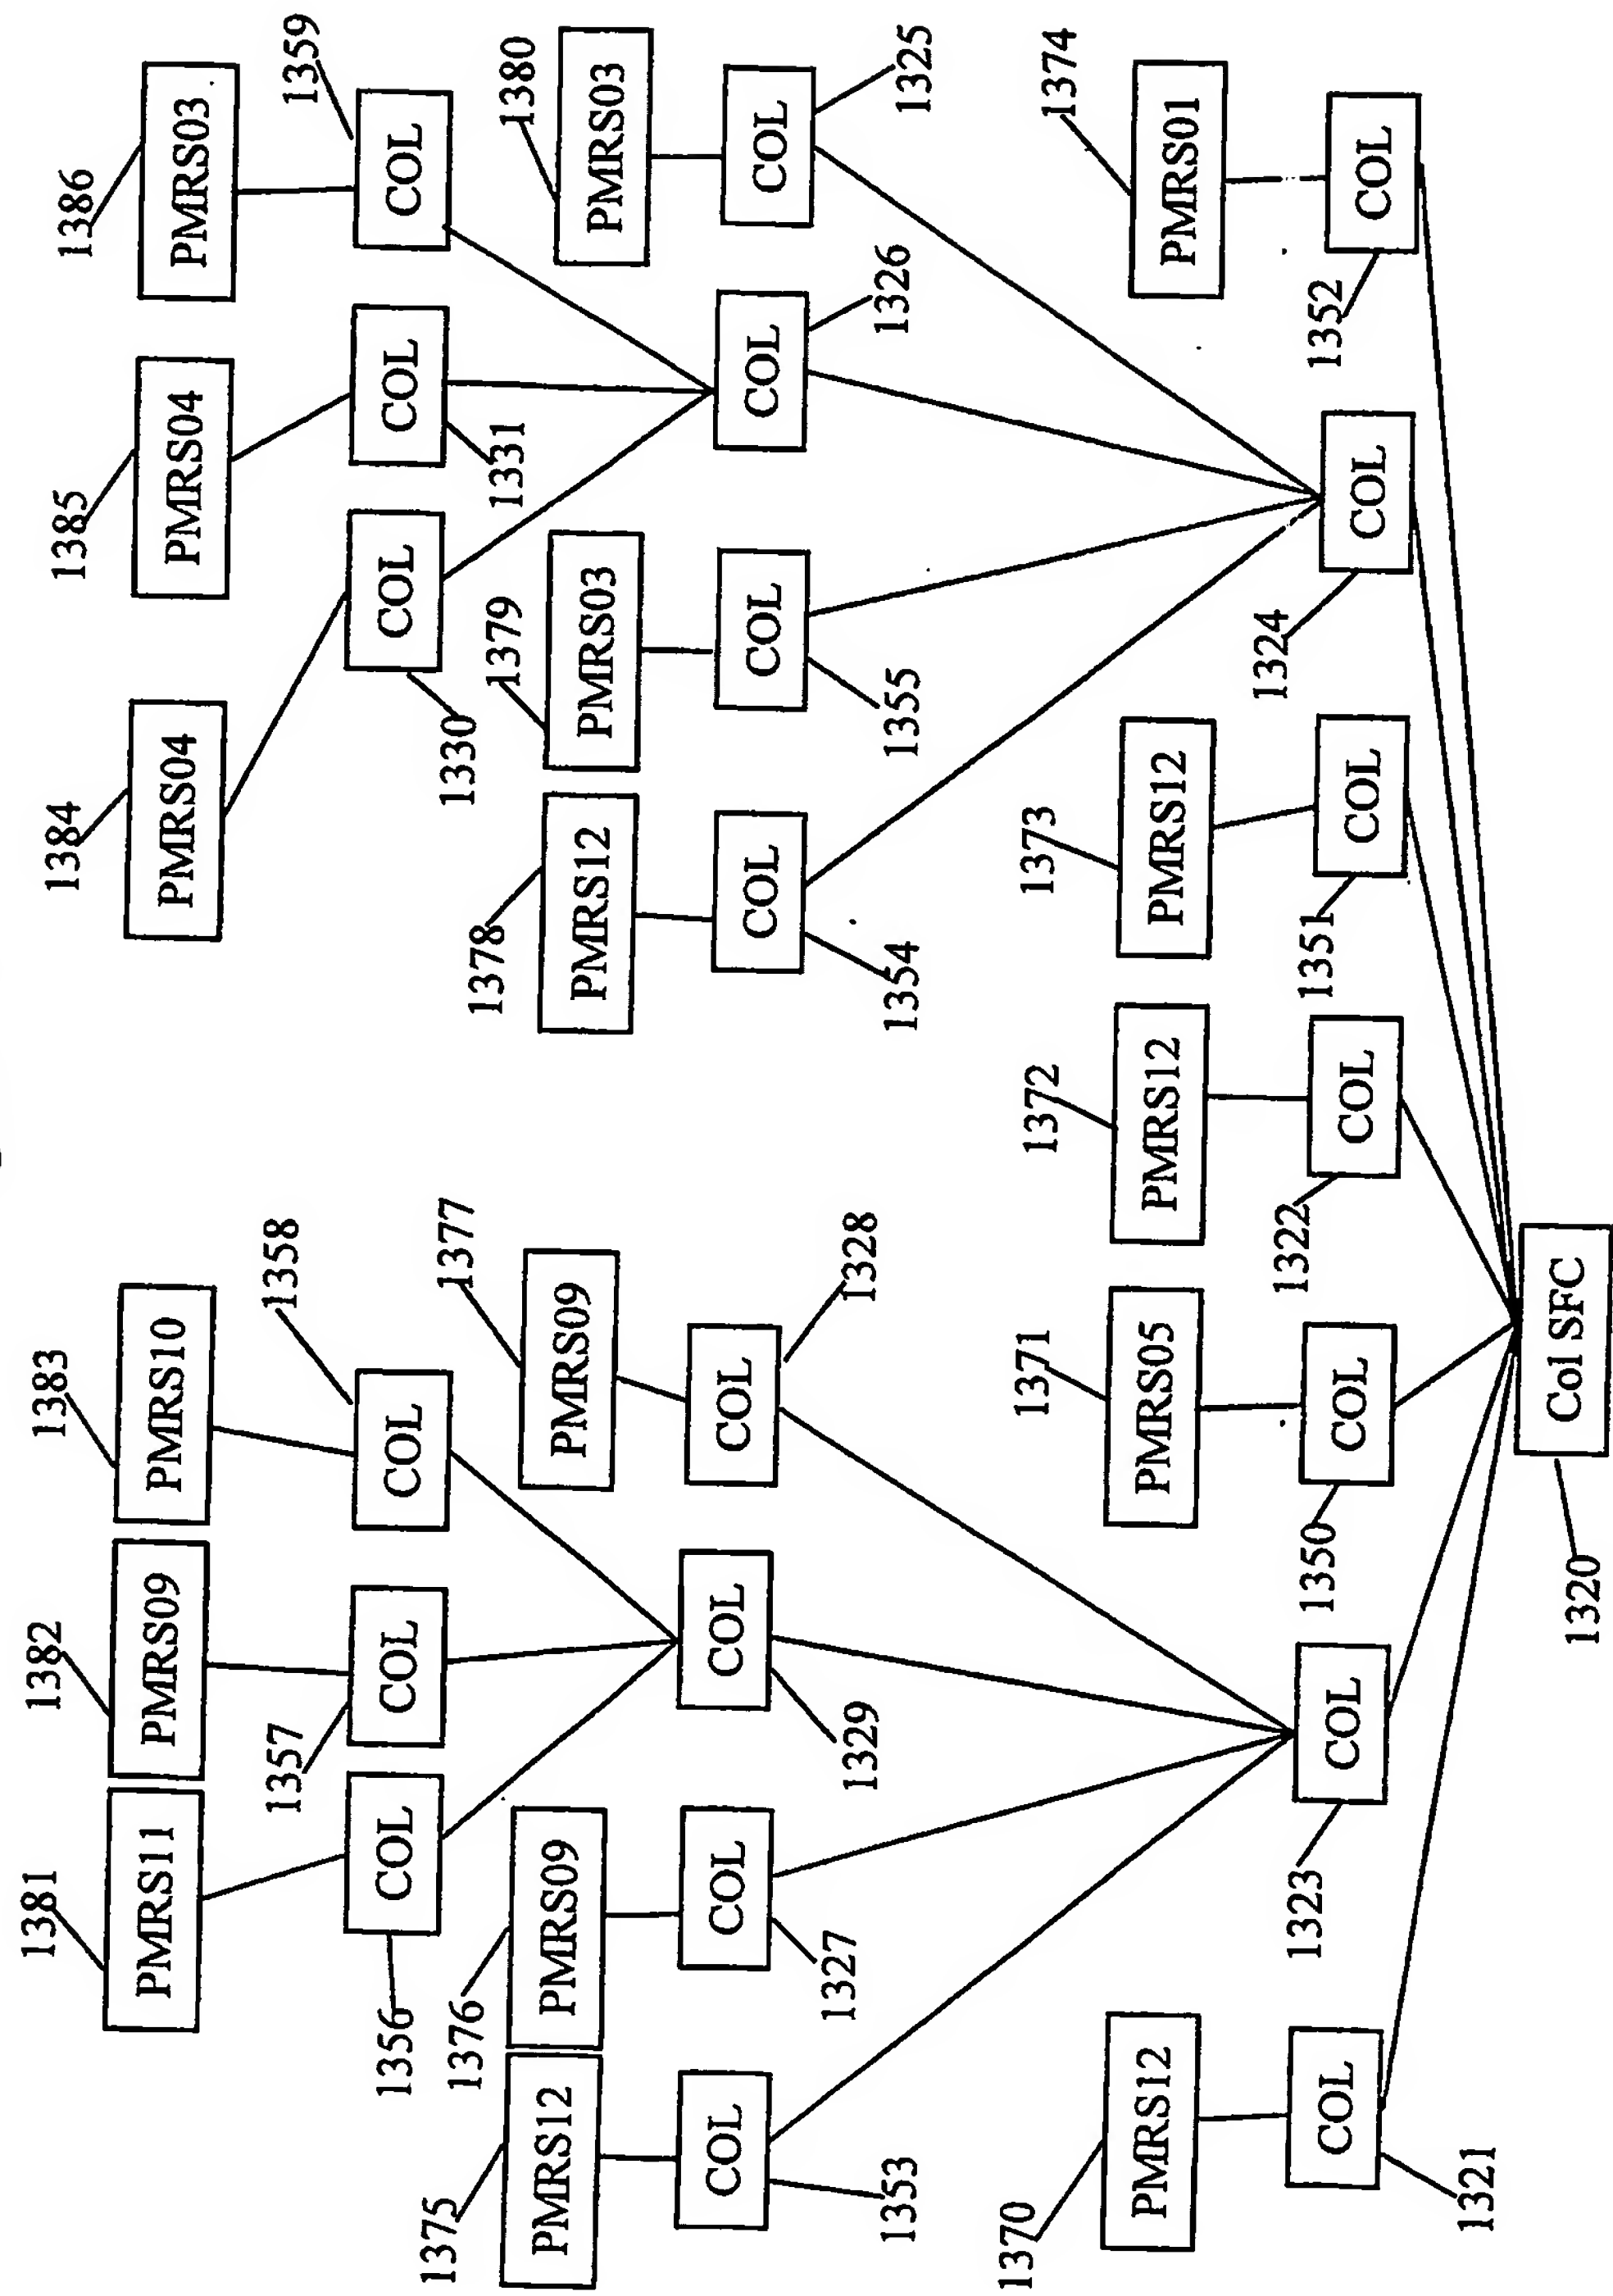 1381
PMRS11
1382
PMRS09
1383
PMRS10
1384
PMRS04
1385
PMRS04
1386
PMRS03
1356
COL
1357
COL
1358
COL
1330
COL
1331
COL
1359
COL
1375
PMRS12
1376
PMRS09
1377
PMRS09
1378
PMRS12
1379
PMRS03
1380
PMRS03
1353
COL
1327
COL
1329
COL
1328
COL
1354
COL
1355
COL
1326
COL
1325
COL
1370
PMRS12
1371
PMRS05
1372
PMRS12
1373
PMRS12
1374
PMRS01
1321
COL
1323
COL
1350
COL
1322
COL
1351
COL
1324
COL
1352
COL
1320
Col SFC